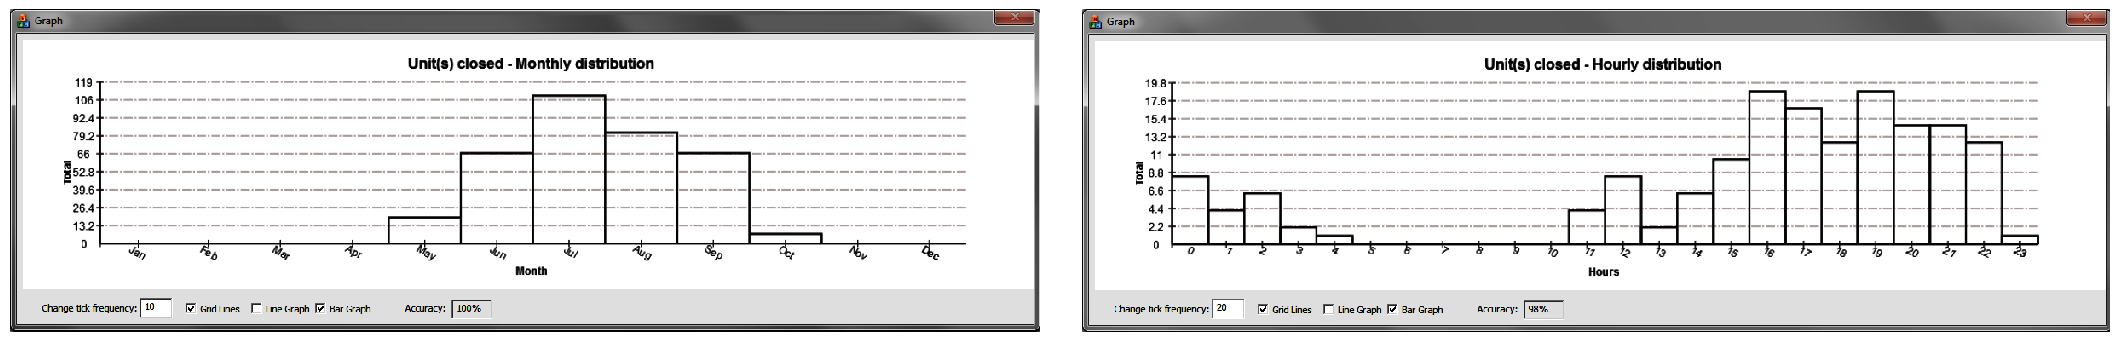 Graph
Unit(s) closed - Monthly distribution
119
106
92.4
79.2
66
52.8
39.6
26.4
13.2
0
Total
Jan Feb Mar Apr May Jun Jul Aug Sep Oct Nov Dec
Month
Change tick frequency: 10 Grid Lines Line Graph Bar Graph Accuracy: 100%
Graph
Unit(s) closed - Hourly distribution
19.8
17.6
15.4
13.2
11
8.8
6.6
4.4
2.2
0
Total
0 1 2 3 4 5 6 7 8 9 10 11 12 13 14 15 16 17 18 19 20 21 22 23
Hours
Change tick frequency: 20 Grid Lines Line Graph Bar Graph Accuracy: 98%